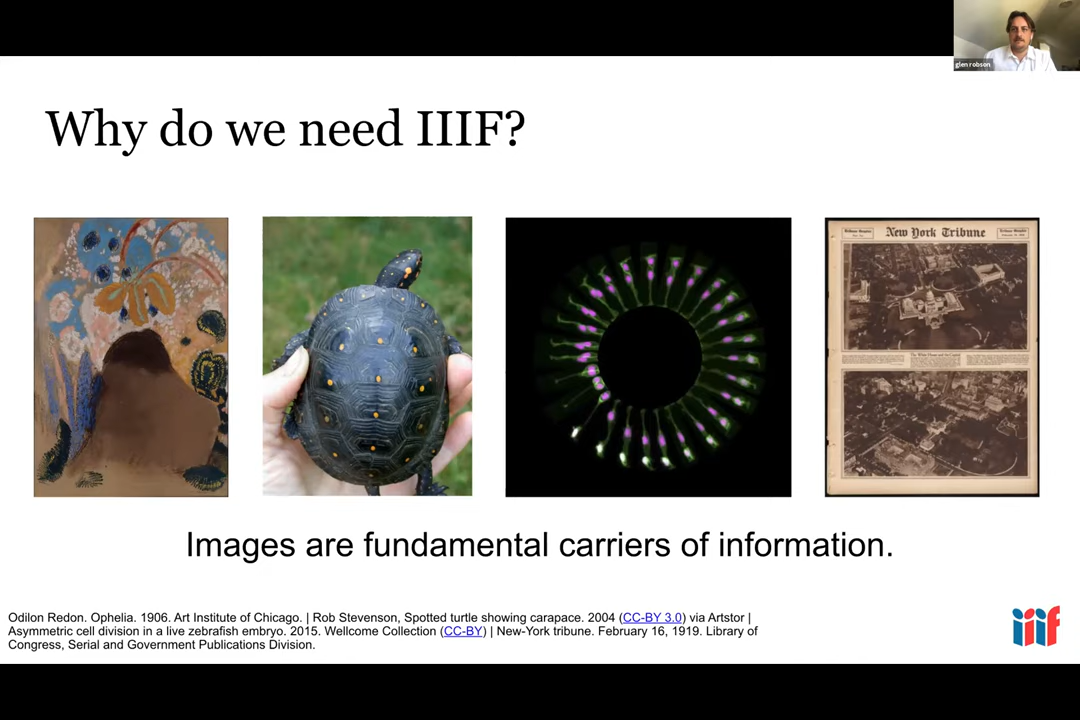 glen robson
Why do we need IIIF?
New York Tribune
Images are fundamental carriers of information.
Odilon Redon. Ophelia. 1906. Art Institute of Chicago. | Rob Stevenson, Spotted turtle showing carapace. 2004 (CC-BY 3.0) via Artstor |
Asymmetric cell division in a live zebrafish embryo. 2015. Wellcome Collection (CC-BY) | New-York tribune. February 16, 1919. Library of
Congress, Serial and Government Publications Division.
iiif